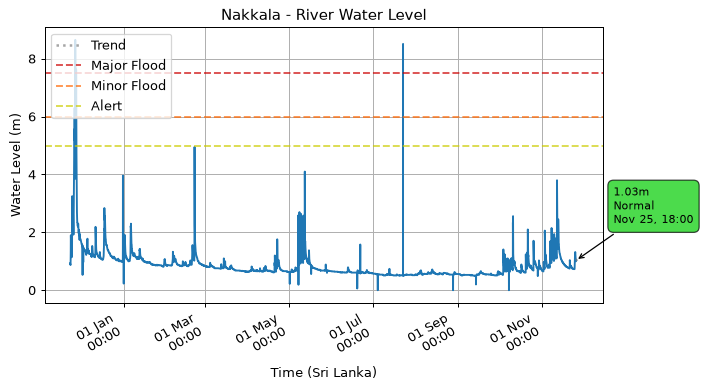 Nakkala - River Water Level
Trend
Major Flood
Minor Flood
Alert
Water Level (m)
8
6
4
2
0
1.03m
Normal
Nov 25, 18:00
01 Jan
00:00
01 Mar
00:00
01 May
00:00
01 Jul
00:00
01 Sep
00:00
01 Nov
00:00
Time (Sri Lanka)